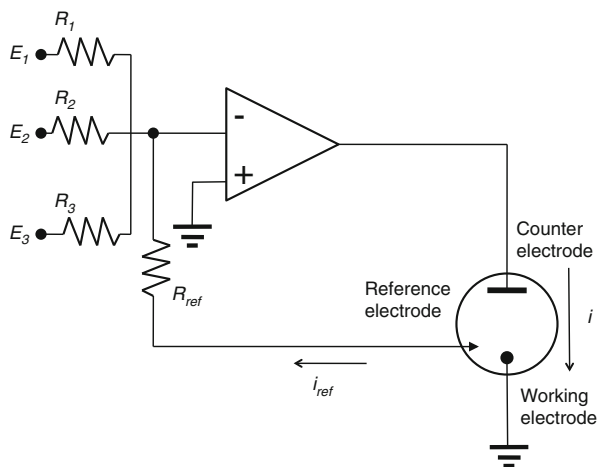 R1
E1
R2
E2
-
+
R3
E3
Rref
Counter
electrode
Reference
electrode
i
iref
Working
electrode